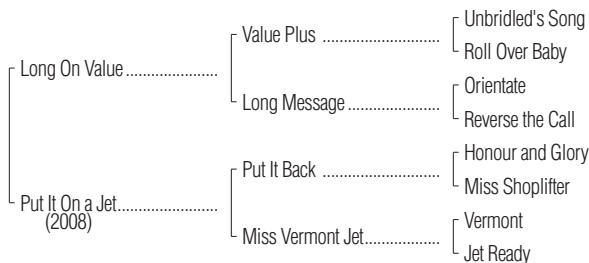 Unbridled's Song
Value Plus ........................
Roll Over Baby
Long On Value ....................
Orientate
Long Message ...................
Reverse the Call
Honour and Glory
Put It Back ........................
Miss Shoplifter
Put It On a Jet.....................
(2008)
Vermont
Miss Vermont Jet................
Jet Ready